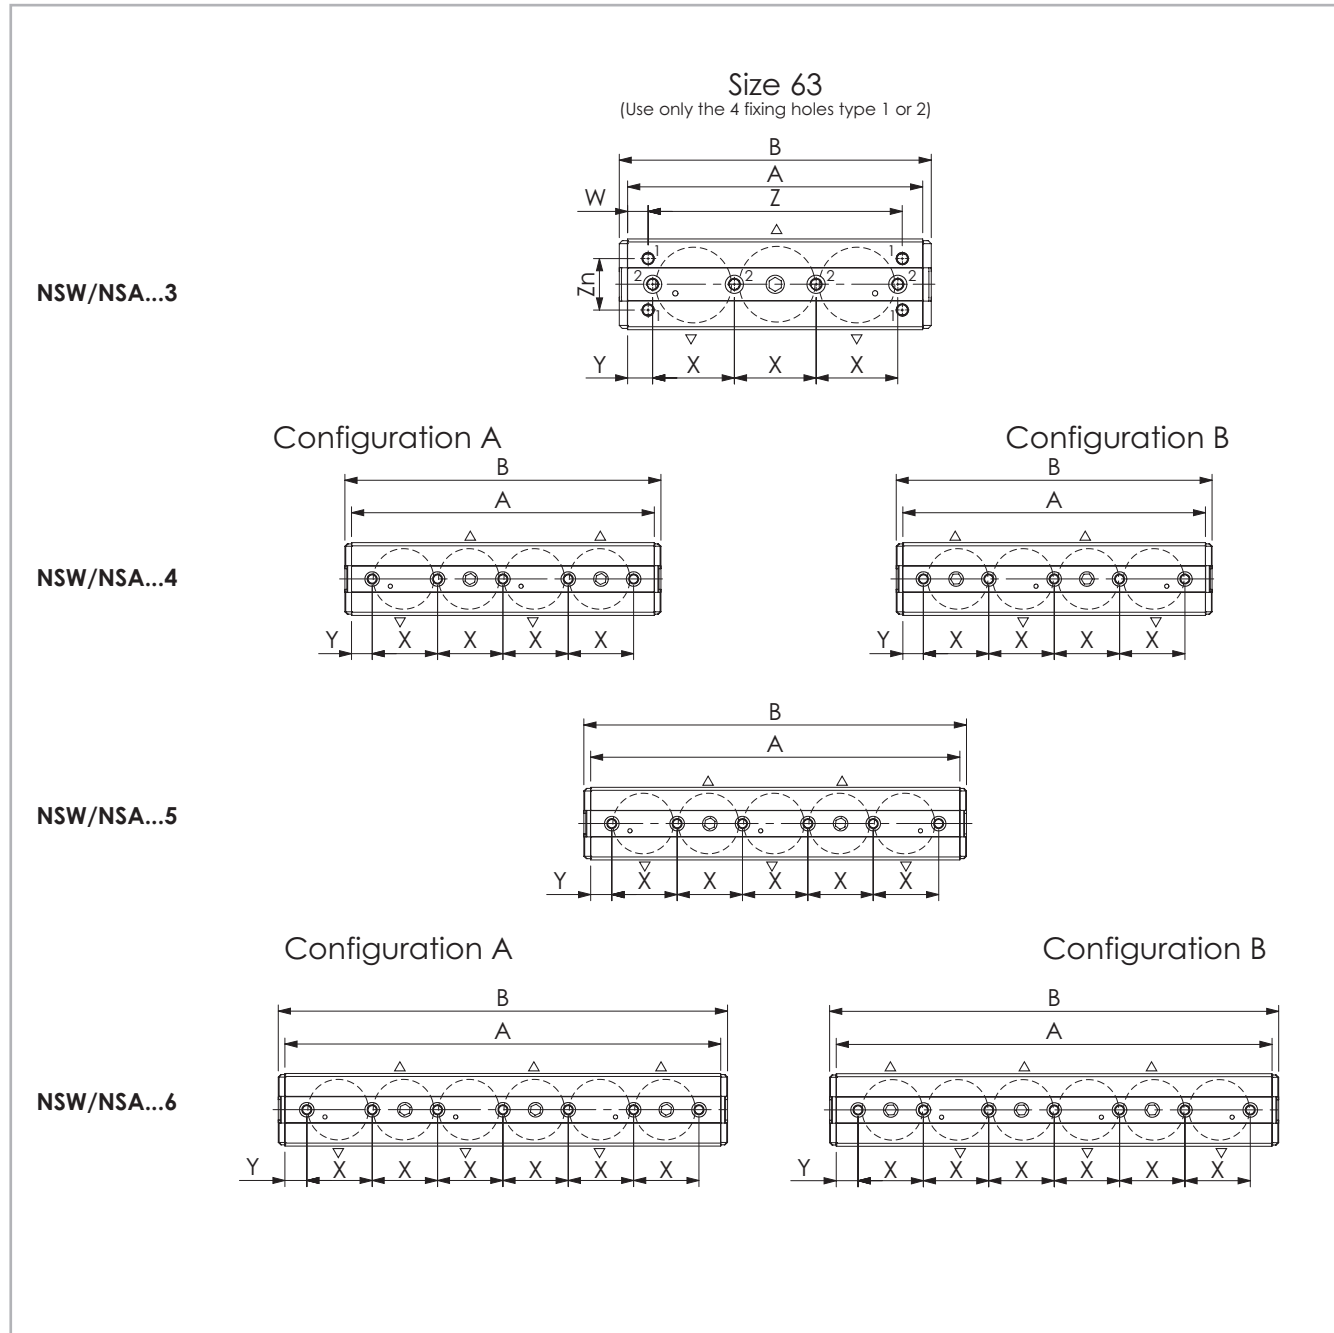 Size 63
(Use only the 4 fixing holes type 1 or 2)
B
A
W Z
1 1
NSW/NSA...3
Zn
2 2 2 2
1 1
Y X X X
Configuration A Configuration B
B B
A A
NSW/NSA...4
Y X X X X Y X X X X
B
A
NSW/NSA...5
Y X X X X X
Configuration A Configuration B
B B
A A
NSW/NSA...6
Y X X X X X X Y X X X X X X